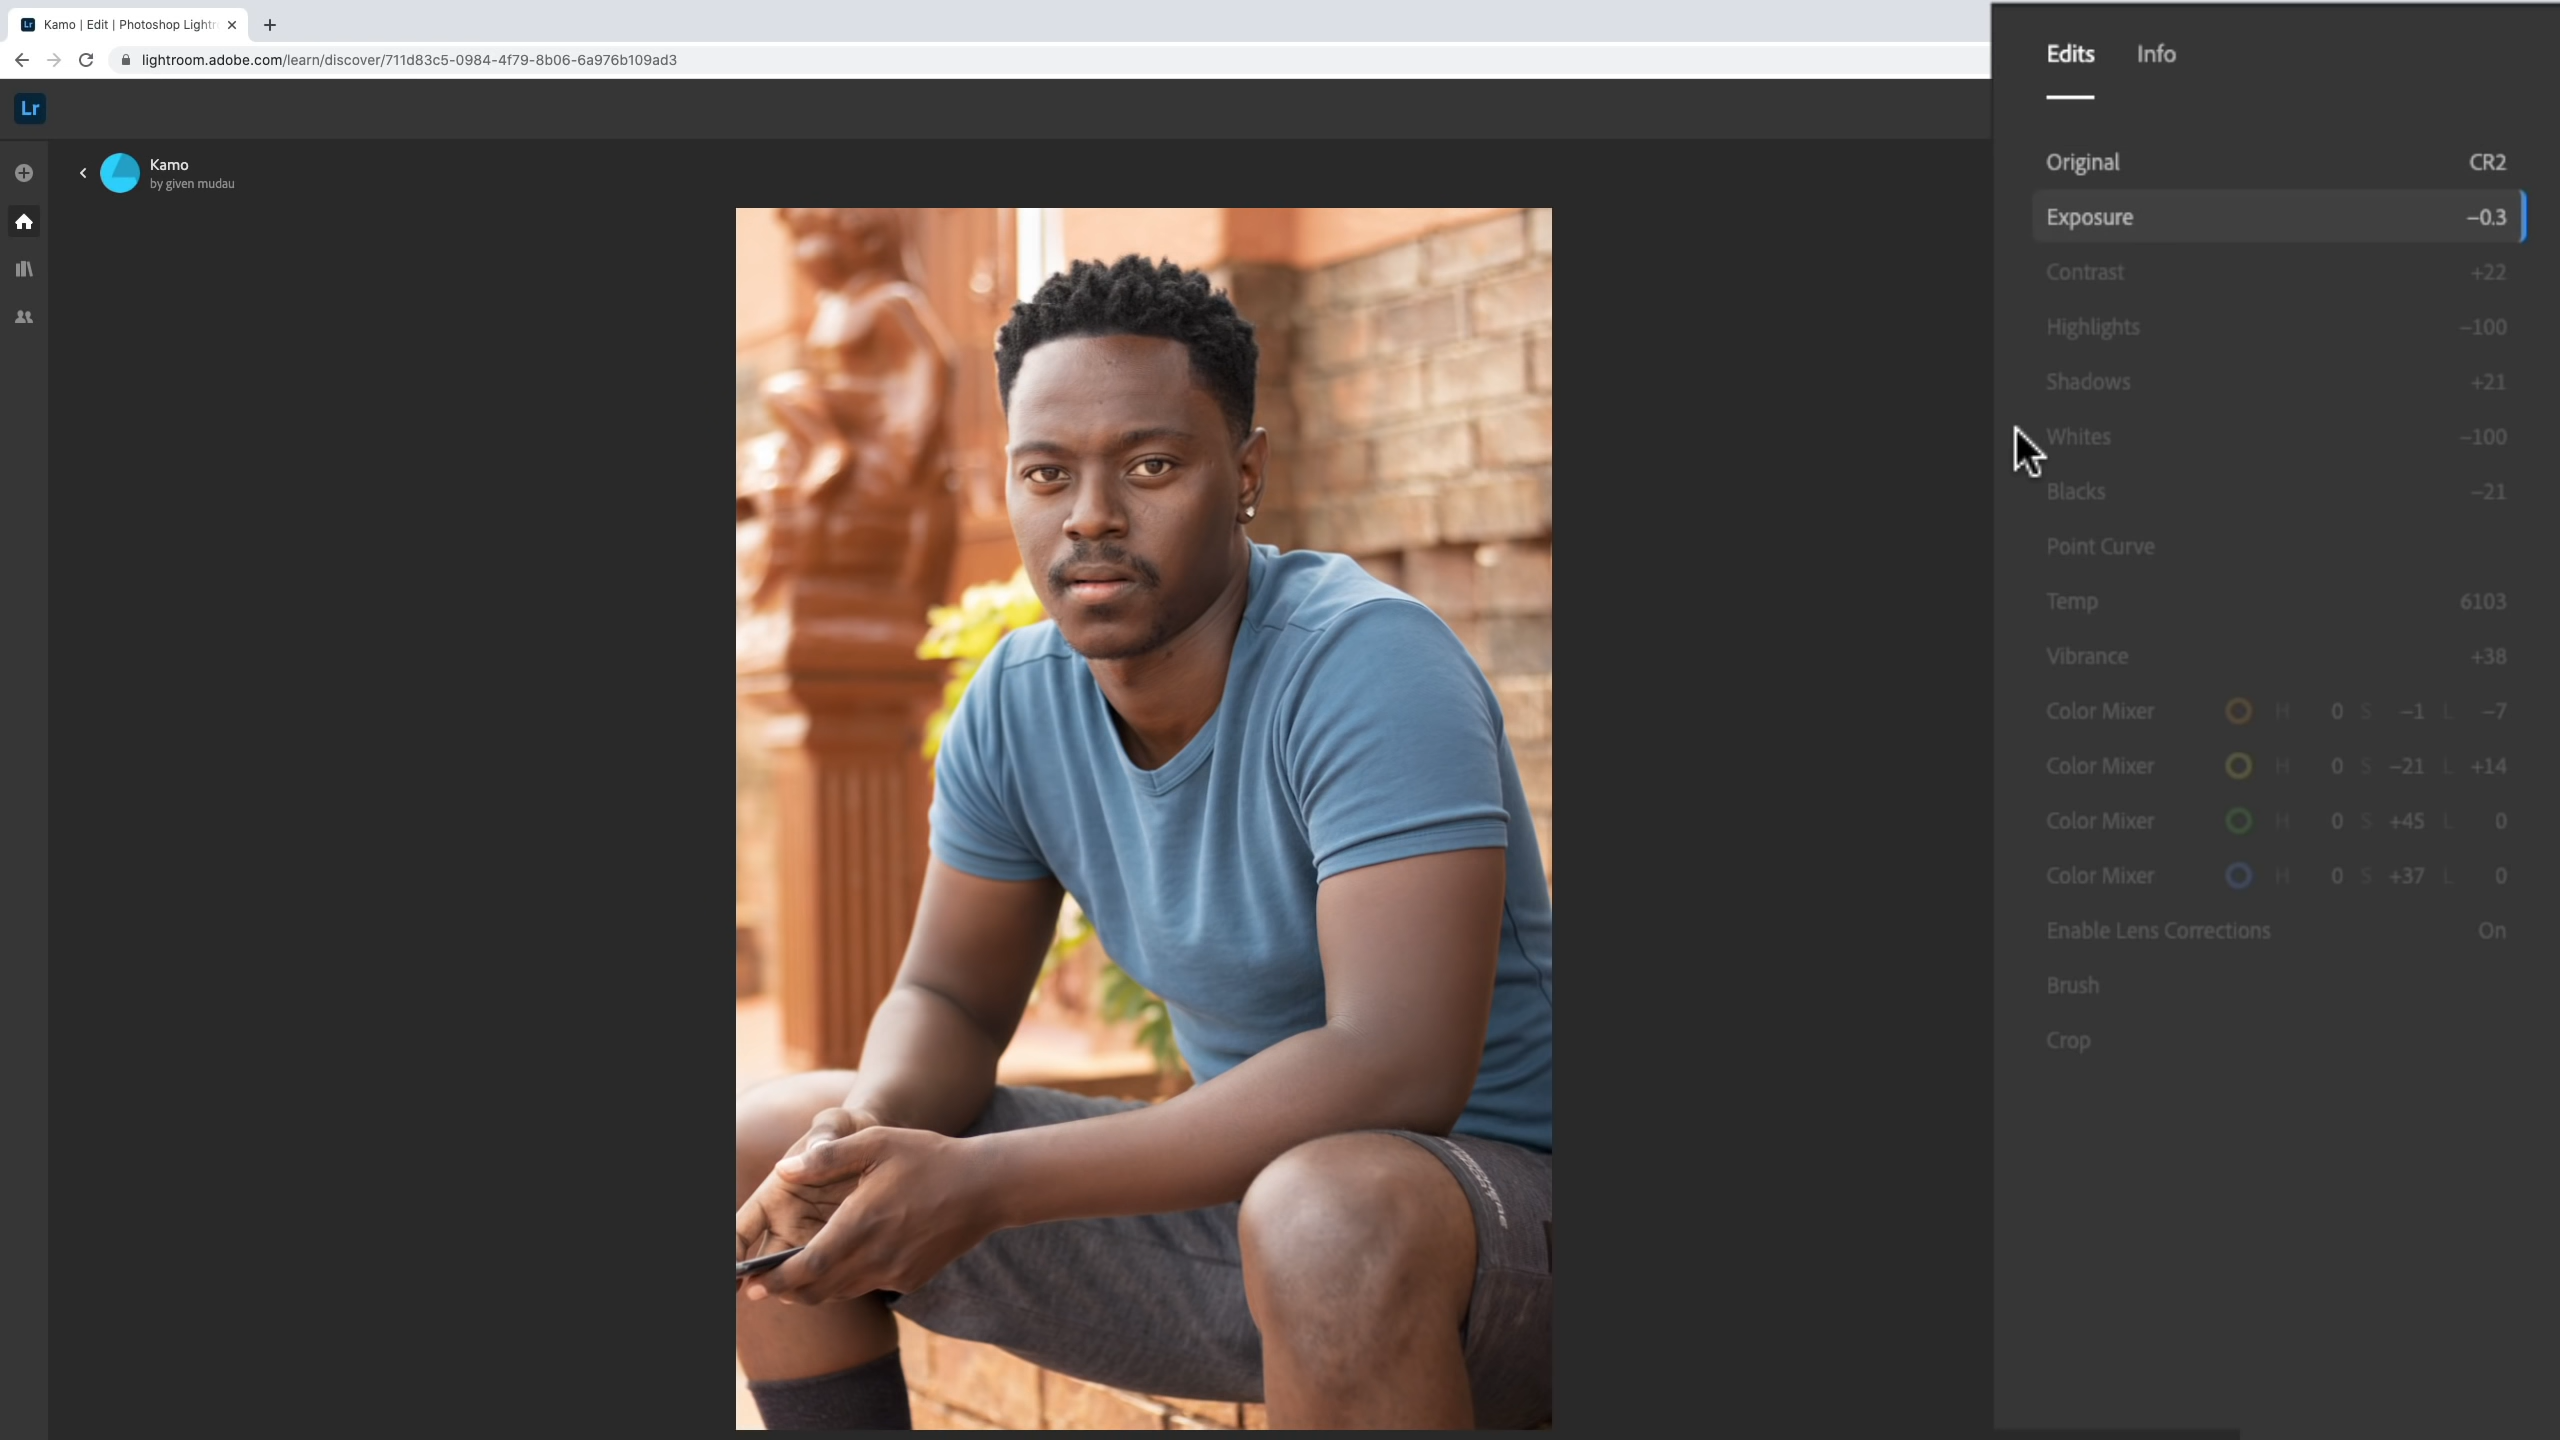 Kamo | Edit | Photoshop Lightr
lightroom.adobe.com/learn/discover/711d83c5-0984-4f79-8b06-6a976b109ad3
Lr
Kamo
by given mudau
Edits Info
Original CR2
Exposure –0.3
Contrast +22
Highlights –100
Shadows +21
Whites –100
Blacks –21
Point Curve
Temp 6103
Vibrance +38
Color Mixer H 0 S –1 L –7
Color Mixer H 0 S –21 L +14
Color Mixer H 0 S +45 L 0
Color Mixer H 0 S +37 L 0
Enable Lens Corrections On
Brush
Crop